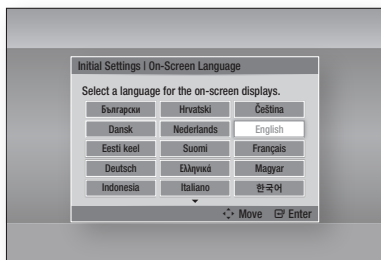 Initial Settings | On-Screen Language
Select a language for the on-screen displays.
Български Hrvatski Čeština
Dansk Nederlands English
Eesti keel Suomi Français
Deutsch Ελληνικά Magyar
Indonesia Italiano 한국어
Move Enter